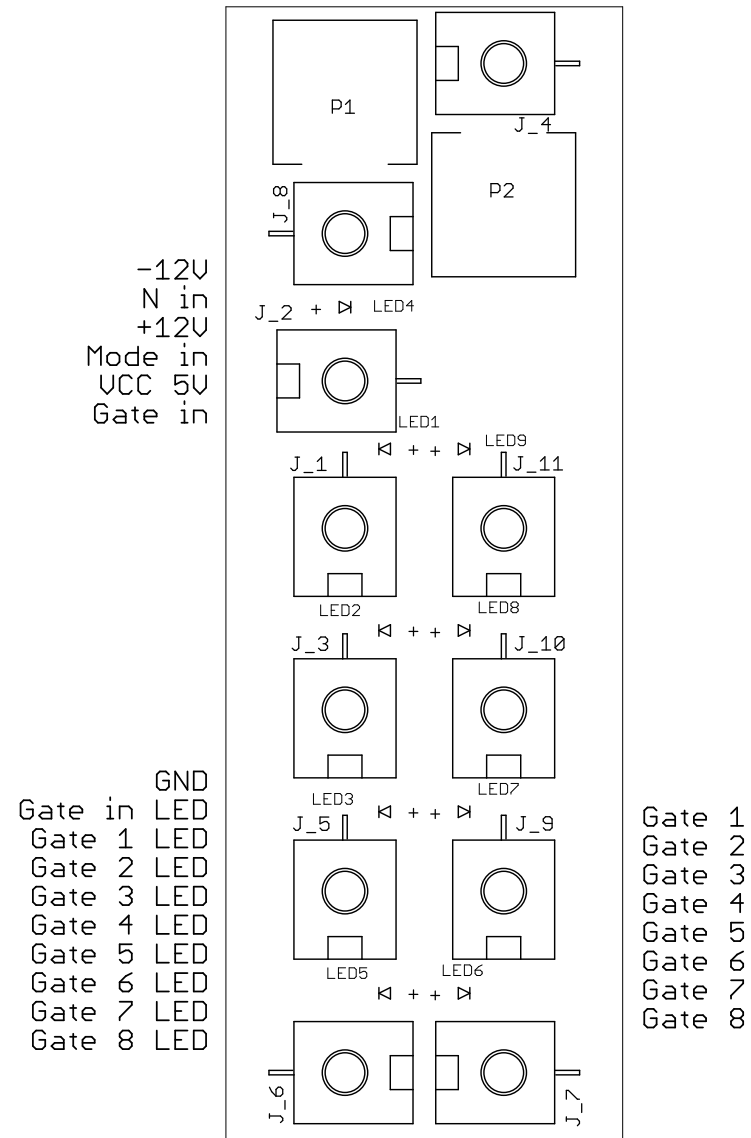 P1
J_4
P2
J_8
-12V
N in
+12V
Mode in
VCC 5V
Gate in
J_2 + LED4
LED1
+ + LED9
J_1
J_11
LED2
LED8
+ +
J_3
J_10
LED3
LED7
+ +
J_5
J_9
GND
Gate in LED
Gate 1 LED
Gate 2 LED
Gate 3 LED
Gate 4 LED
Gate 5 LED
Gate 6 LED
Gate 7 LED
Gate 8 LED
Gate 1
Gate 2
Gate 3
Gate 4
Gate 5
Gate 6
Gate 7
Gate 8
LED5
LED6
+ +
J_6
J_7